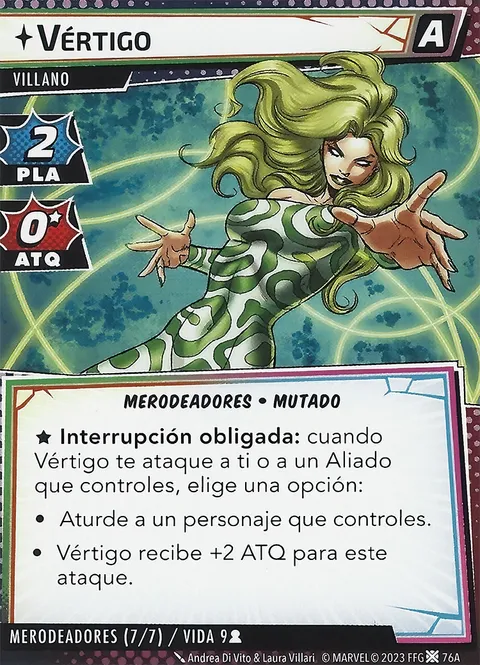 Vértigo
A
VILLANO
2
PLA
0★
ATQ
MERODEADORES • MUTADO
★ Interrupción obligada: cuando
Vértigo te ataque a ti o a un Aliado
que controles, elige una opción:
• Aturde a un personaje que controles.
• Vértigo recibe +2 ATQ para este
ataque.
MERODEADORES (7/7) / VIDA 9
Andrea Di Vito & Laura Villari. © MARVEL © 2023 FFG 76A